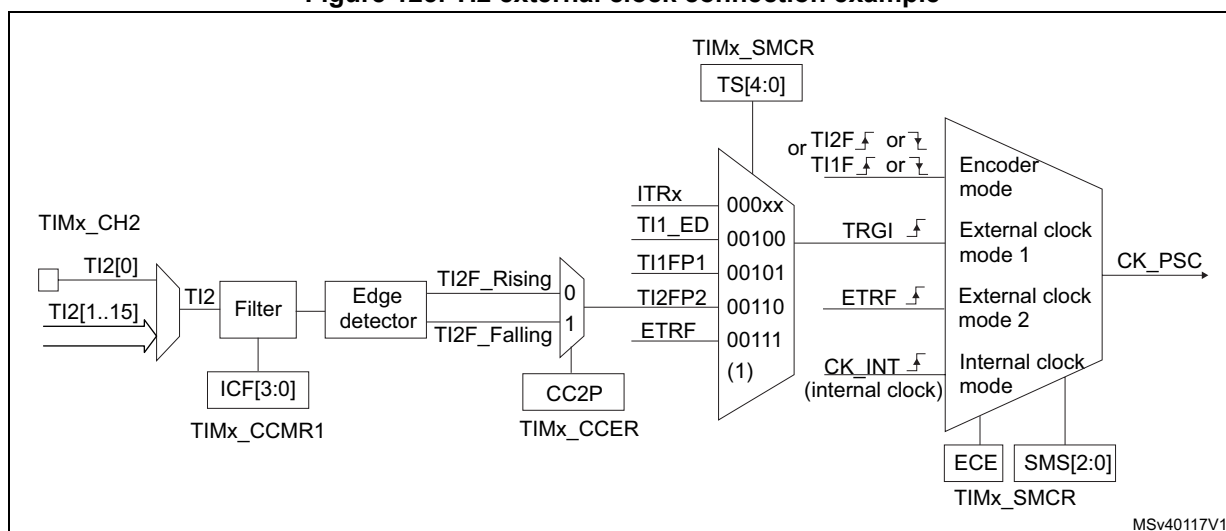 TIMx_SMCR
TS[4:0]
or TI2F or
TI1F or
Encoder
mode
ITRx
000xx
TIMx_CH2
TI1_ED
00100
TRGI
External clock
mode 1
CK_PSC
TI2[0]
TI2F_Rising
0
TI1FP1
00101
TI2
Filter
Edge
detector
TI2FP2
00110
ETRF
External clock
mode 2
TI2[1..15]
TI2F_Falling
1
ETRF
00111
(1)
CK_INT
(internal clock)
Internal clock
mode
ICF[3:0]
CC2P
TIMx_CCMR1
TIMx_CCER
ECE
SMS[2:0]
TIMx_SMCR
MSv40117V1